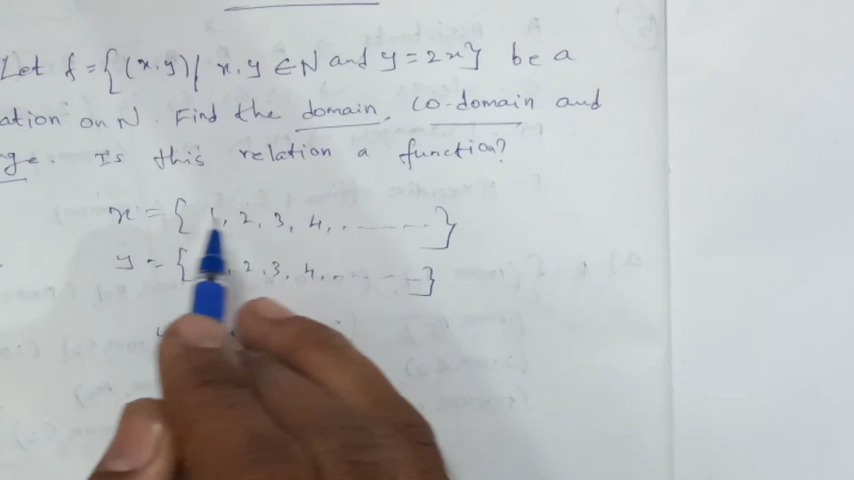 Let f = {(x,y)/ x, y ∈ N and y = 2x} be a
ation on N. Find the domain, co-domain and
ge. Is this relation a function?
x = { 1, 2, 3, 4, . ------ }
y = { , 2, 3, 4, . ------ }